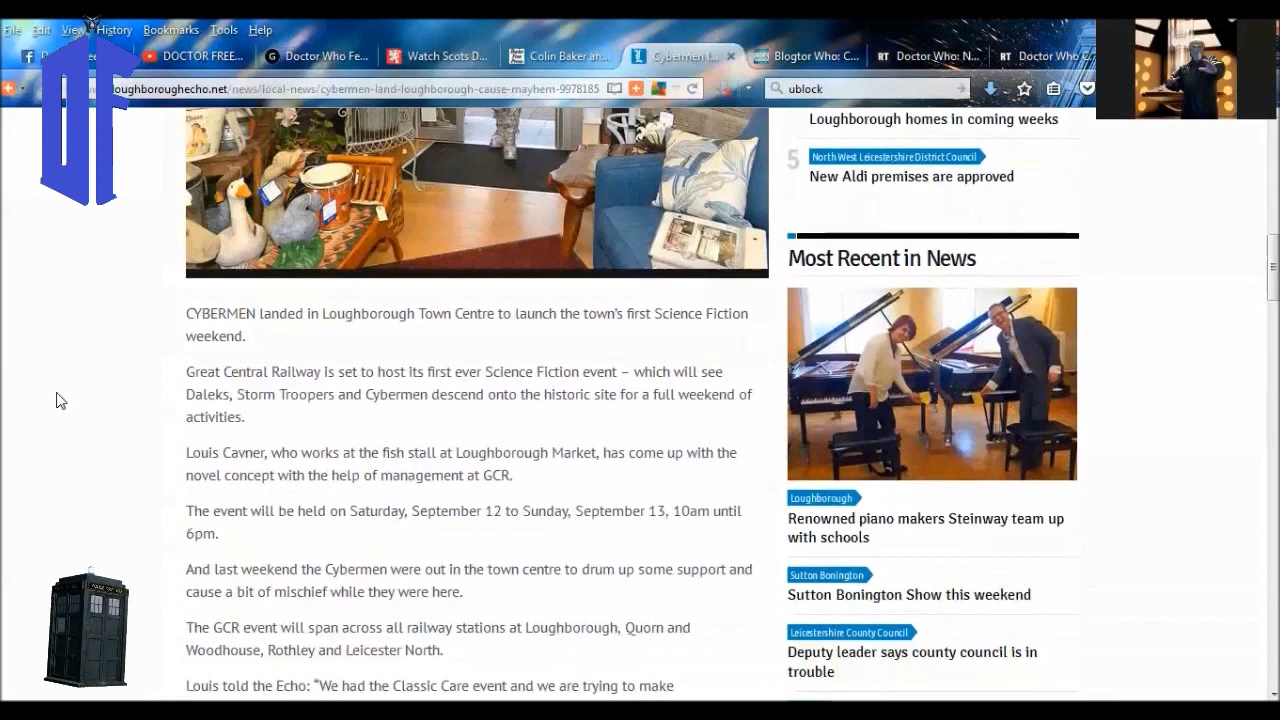 File Edit View History Bookmarks Tools Help
DOCTOR FREE...
Doctor Who Fe...
Watch Scots D...
Colin Baker an...
Cybermen l...
Blogtor Who: C...
Doctor Who: N...
Doctor Who C
loughboroughecho.net/news/local-news/cybermen-land-loughborough-cause-mayhem-9978185
ublock
Loughborough homes in coming weeks
5
North West Leicestershire District Council
New Aldi premises are approved
Most Recent in News
CYBERMEN landed in Loughborough Town Centre to launch the town's first Science Fiction
weekend.
Great Central Railway is set to host its first ever Science Fiction event – which will see
Daleks, Storm Troopers and Cybermen descend onto the historic site for a full weekend of
activities.
Louis Cavner, who works at the fish stall at Loughborough Market, has come up with the
novel concept with the help of management at GCR.
The event will be held on Saturday, September 12 to Sunday, September 13, 10am until
6pm.
And last weekend the Cybermen were out in the town centre to drum up some support and
cause a bit of mischief while they were here.
The GCR event will span across all railway stations at Loughborough, Quorn and
Woodhouse, Rothley and Leicester North.
Louis told the Echo: “We had the Classic Care event and we are trying to make
Loughborough
Renowned piano makers Steinway team up
with schools
Sutton Bonington
Sutton Bonington Show this weekend
Leicestershire County Council
Deputy leader says county council is in
trouble